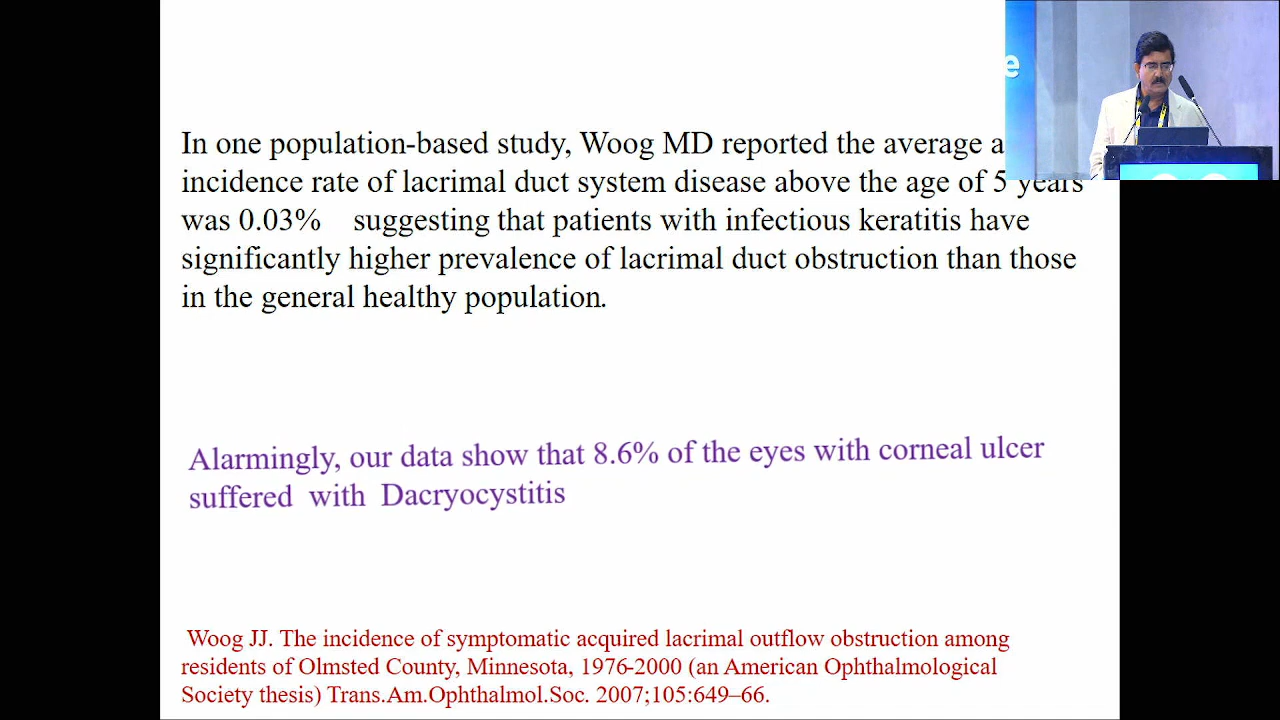 In one population-based study, Woog MD reported the average a
incidence rate of lacrimal duct system disease above the age of 5 years
was 0.03% suggesting that patients with infectious keratitis have
significantly higher prevalence of lacrimal duct obstruction than those
in the general healthy population.
Alarmingly, our data show that 8.6% of the eyes with corneal ulcer
suffered with Dacryocystitis
Woog JJ. The incidence of symptomatic acquired lacrimal outflow obstruction among
residents of Olmsted County, Minnesota, 1976-2000 (an American Ophthalmological
Society thesis) Trans.Am.Ophthalmol.Soc. 2007;105:649–66.
e